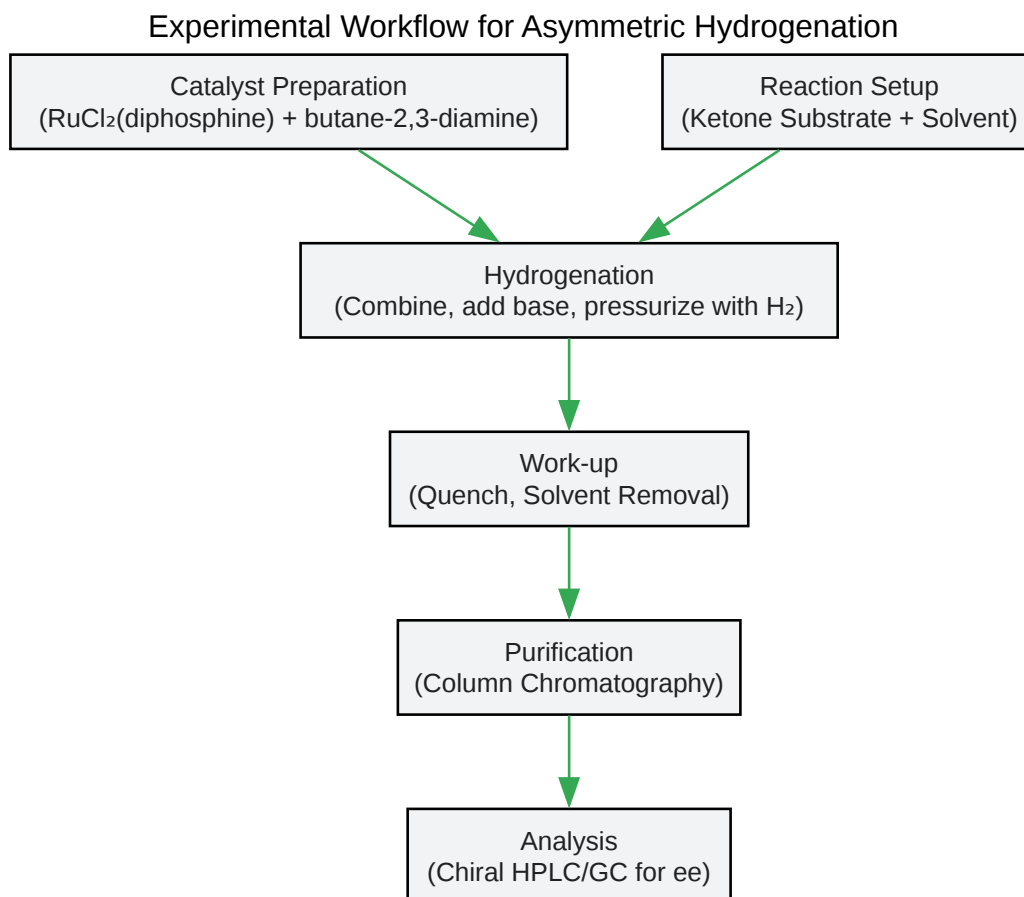 Experimental Workflow for Asymmetric Hydrogenation
Catalyst Preparation
(RuCl₂(diphosphine) + butane-2,3-diamine)
Reaction Setup
(Ketone Substrate + Solvent)
Hydrogenation
(Combine, add base, pressurize with H₂)
Work-up
(Quench, Solvent Removal)
Purification
(Column Chromatography)
Analysis
(Chiral HPLC/GC for ee)